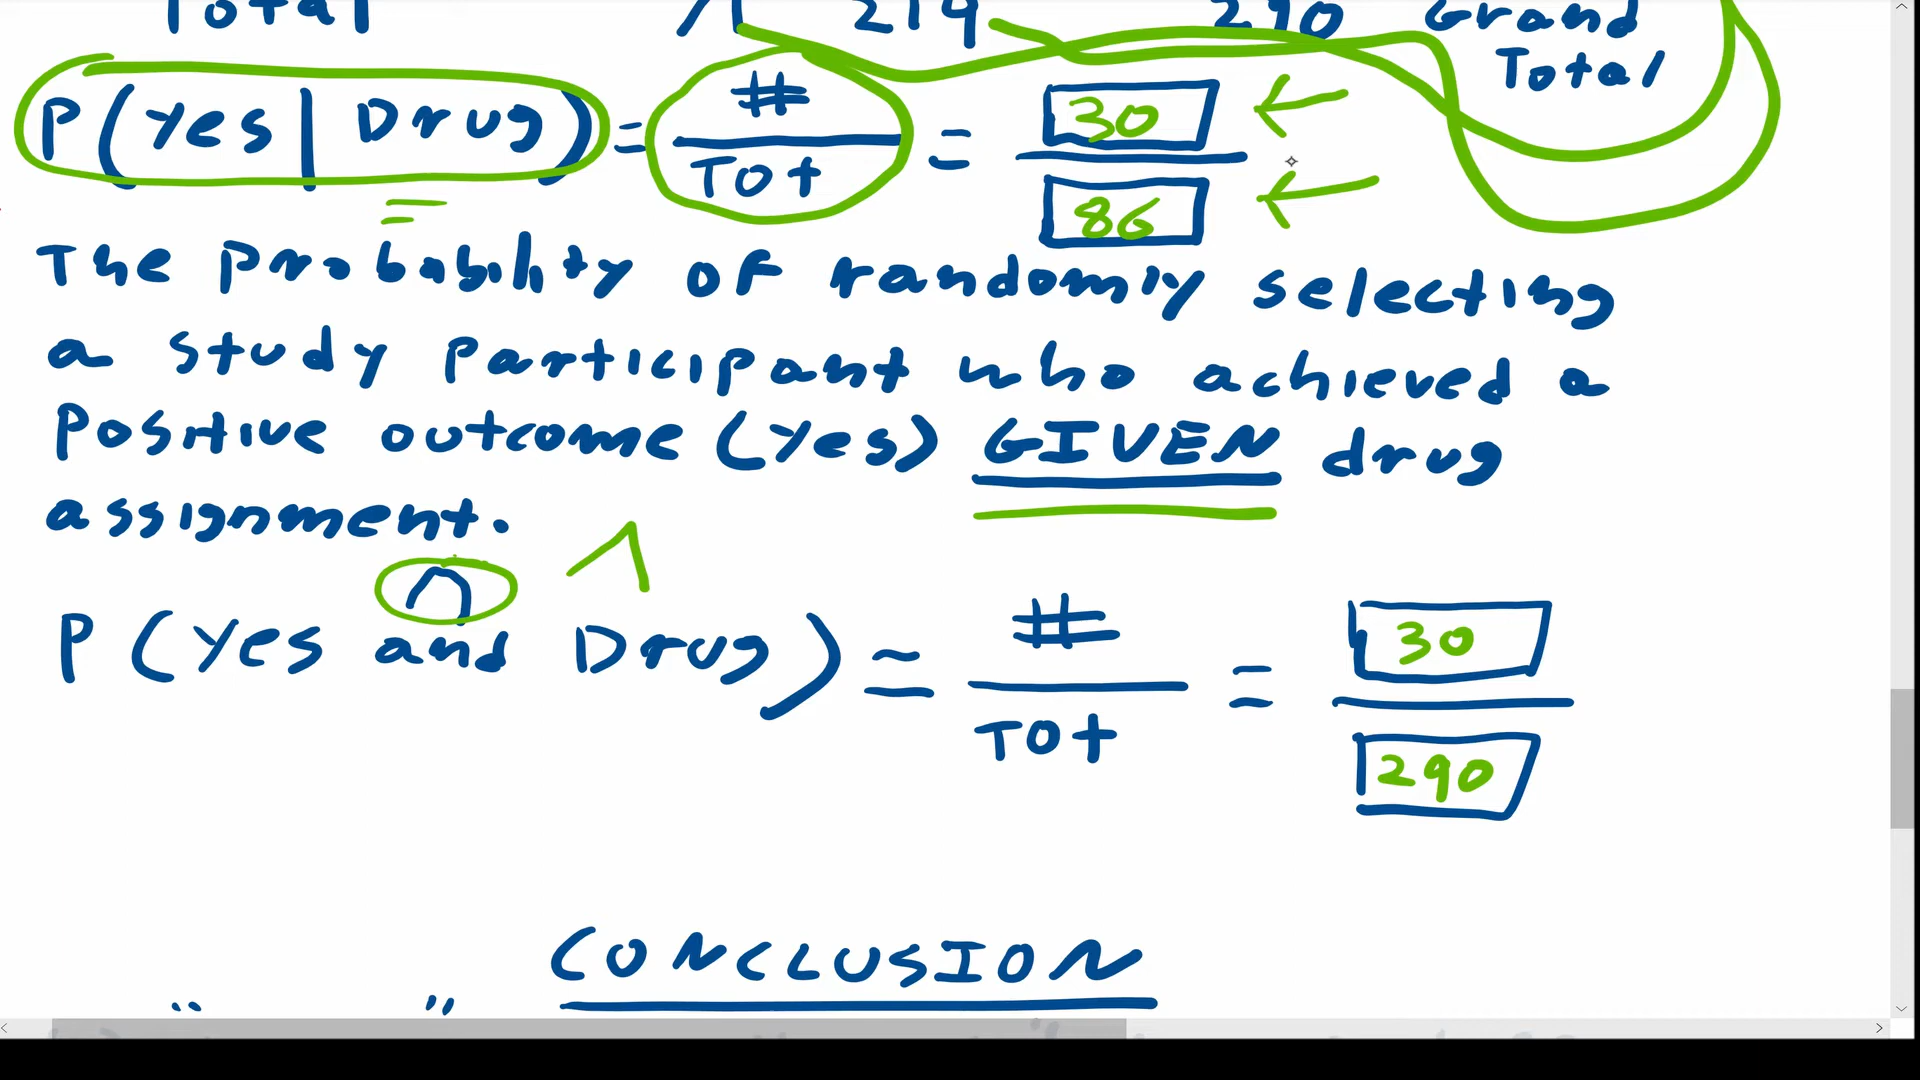 Total 219 290 Grand
Total
P(Yes | Drug) = # / Tot = 30 / 86
The probability of randomly selecting
a study participant who achieved a
positive outcome (Yes) GIVEN drug
assignment.
∩
P(Yes and Drug) = # / Tot = 30 / 290
CONCLUSION